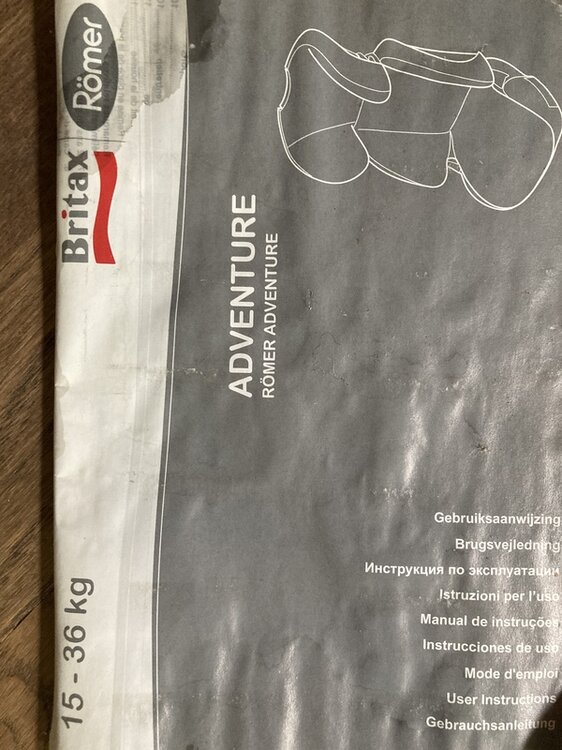 Britax Römer
15 - 36 kg
ADVENTURE
RÖMER ADVENTURE
Gebruiksaanwijzing
Brugsvejledning
Инструкция по эксплуатации
Istruzioni per l'uso
Manual de instruções
Instrucciones de uso
Mode d'emploi
User Instructions
Gebrauchsanleitung